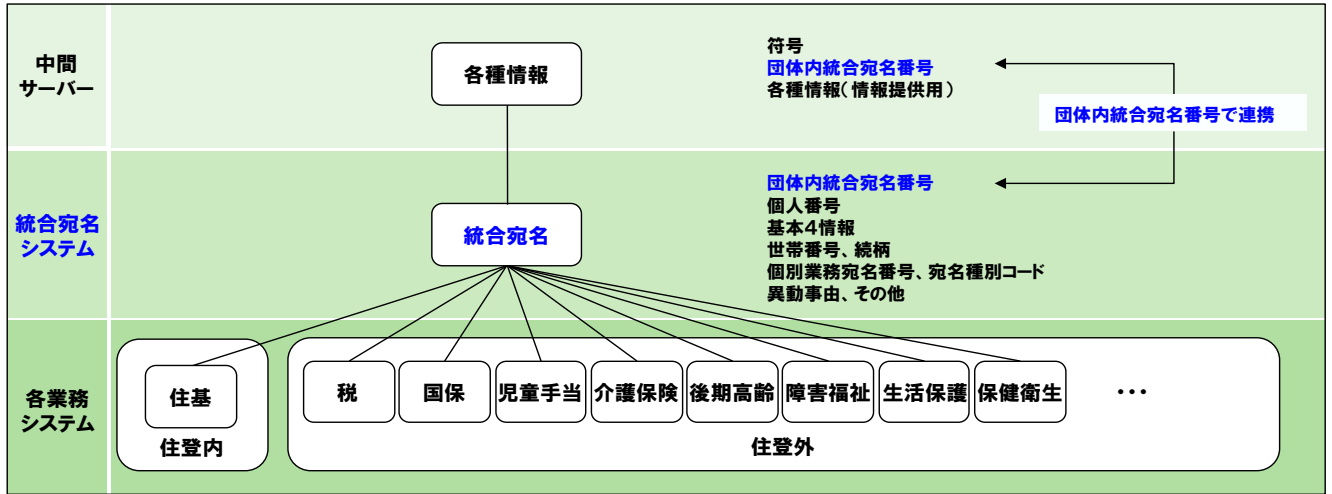 中間
サーバー
各種情報
符号
団体内統合宛名番号
各種情報(情報提供用)
団体内統合宛名番号で連携
統合宛名
システム
統合宛名
団体内統合宛名番号
個人番号
基本4情報
世帯番号、続柄
個別業務宛名番号、宛名種別コード
異動事由、その他
各業務
システム
住基
住登内
税
国保
児童手当
介護保険
後期高齢
障害福祉
生活保護
保健衛生
・・・
住登外